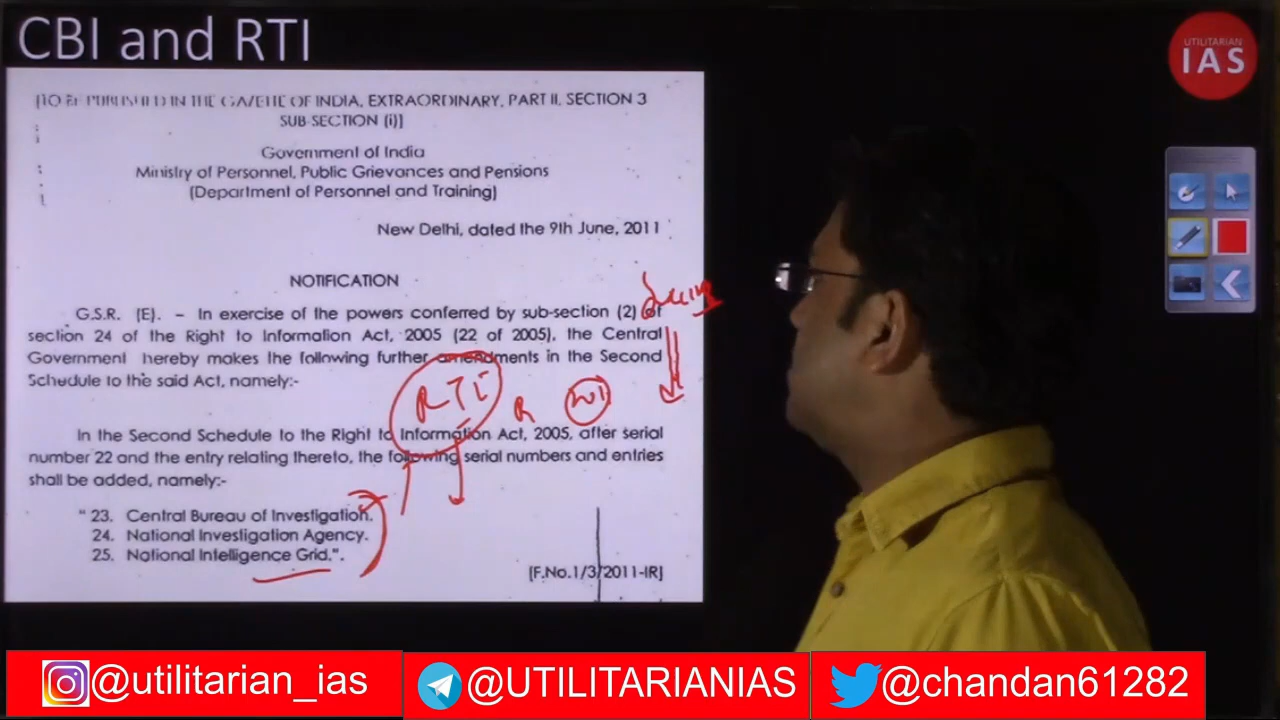 CBI and RTI
UTILITARIAN
IAS
[TO BE PUBLISHED IN THE GAZETTE OF INDIA, EXTRAORDINARY, PART II, SECTION 3
SUB-SECTION (i)]
Government of India
Ministry of Personnel, Public Grievances and Pensions
(Department of Personnel and Training)
New Delhi, dated the 9th June, 2011
NOTIFICATION
G.S.R. (E). – In exercise of the powers conferred by sub-section (2) of
section 24 of the Right to Information Act, 2005 (22 of 2005), the Central
Government hereby makes the following further amendments in the Second
Schedule to the said Act, namely:-
RTI
R
In the Second Schedule to the Right to Information Act, 2005, after serial
number 22 and the entry relating thereto, the following serial numbers and entries
shall be added, namely:-
" 23. Central Bureau of Investigation.
24. National Investigation Agency.
25. National Intelligence Grid.".
[F.No.1/3/2011-IR]
@utilitarian_ias
@UTILITARIANIAS
@chandan61282